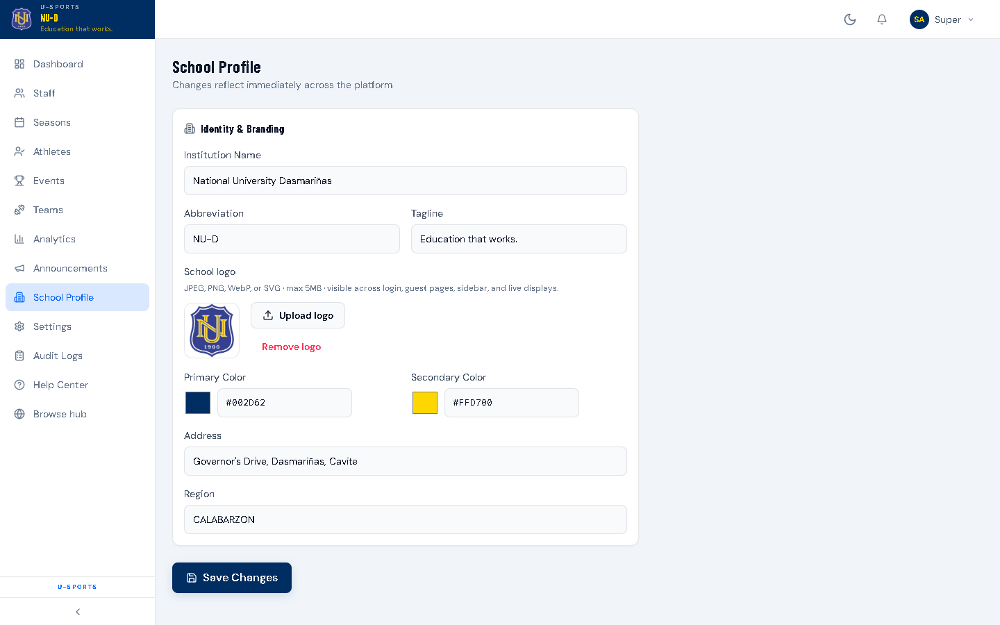 U-SPORTS
NU-D
Education that works.
SA
Super
Dashboard
Staff
Seasons
Athletes
Events
Teams
Analytics
Announcements
School Profile
Settings
Audit Logs
Help Center
Browse hub
U-SPORTS
School Profile
Changes reflect immediately across the platform
Identity & Branding
Institution Name
National University Dasmariñas
Abbreviation
Tagline
NU-D
Education that works.
School logo
JPEG, PNG, WebP, or SVG · max 5MB · visible across login, guest pages, sidebar, and live displays.
NU
1900
Upload logo
Remove logo
Primary Color
Secondary Color
#002D62
#FFD700
Address
Governor's Drive, Dasmariñas, Cavite
Region
CALABARZON
Save Changes